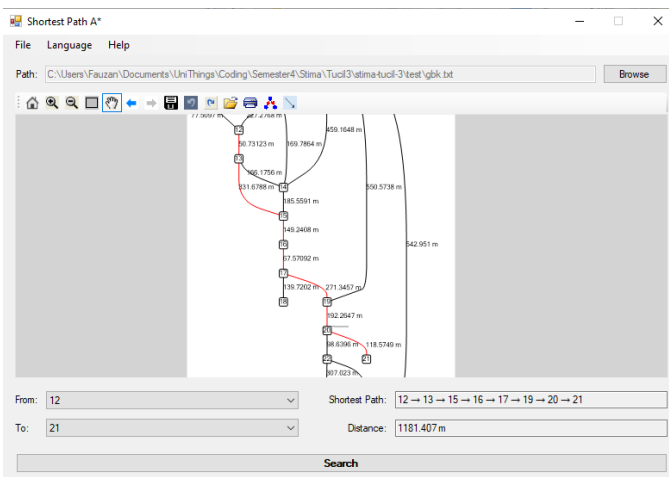 Shortest Path A*
File Language Help
Path: C:\Users\Fauzan\Documents\UniThings\Coding\Semester4\Stima\Tucil3\stima-tucil-3\test\gbk.txt Browse
12 459.1648 m
50.73123 m 169.7864 m
13
166.1756 m
331.6788 m 14 550.5738 m
185.5591 m
15
149.2408 m
16 542.951 m
67.57092 m
17
139.7202 m 271.3457 m
18 19
192.2647 m
20
98.6396 m 118.5749 m
22 21
307.023 m
From: 12 Shortest Path: 12 → 13 → 15 → 16 → 17 → 19 → 20 → 21
To: 21 Distance: 1181.407 m
Search